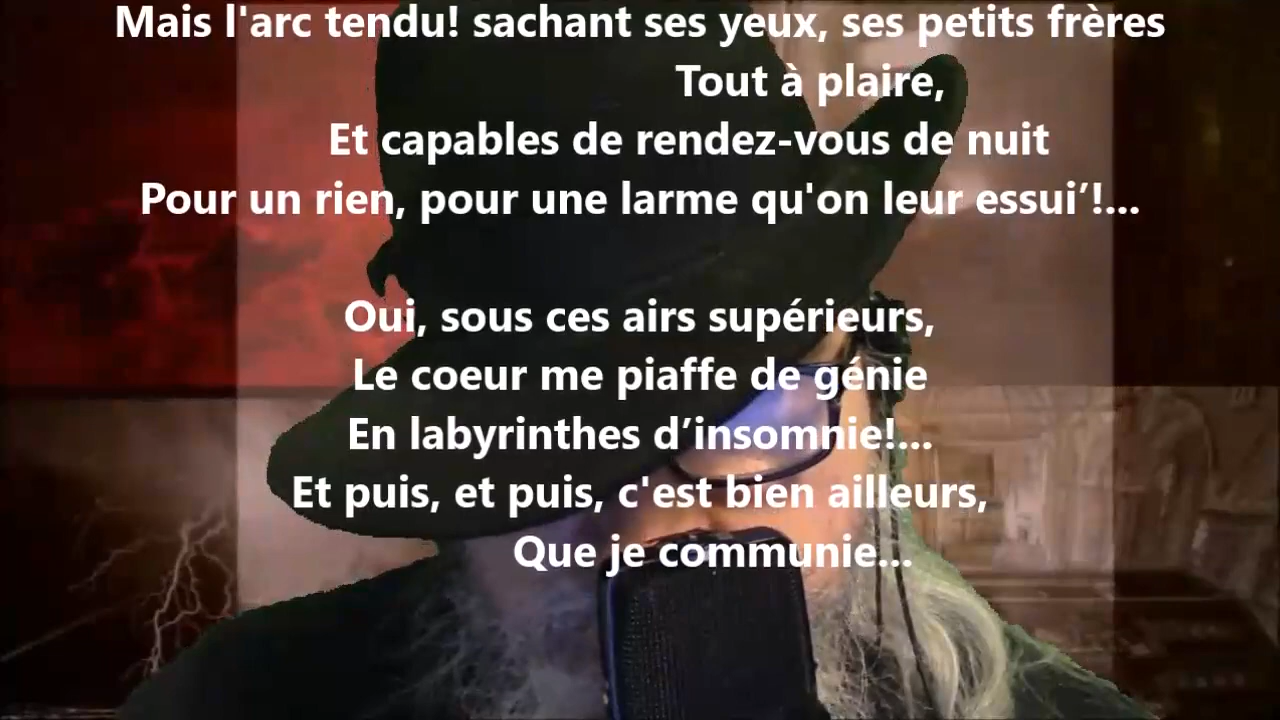 Mais l'arc tendu! sachant ses yeux, ses petits frères
Tout à plaire,
Et capables de rendez-vous de nuit
Pour un rien, pour une larme qu'on leur essui’!...
Oui, sous ces airs supérieurs,
Le coeur me piaffe de génie
En labyrinthes d’insomnie!...
Et puis, et puis, c'est bien ailleurs,
Que je communie...